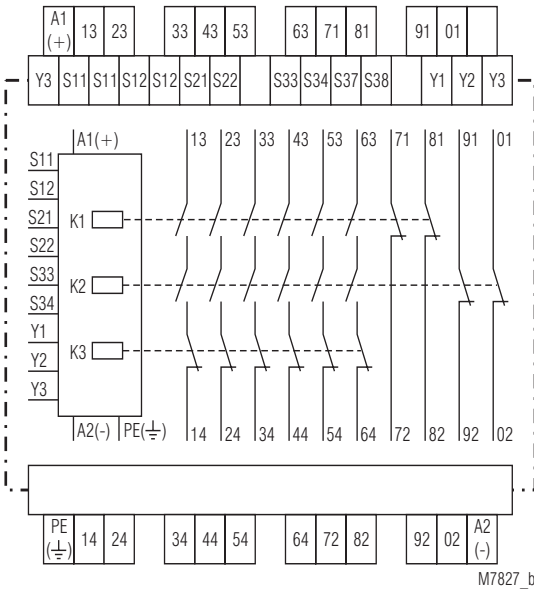 A1 (+) 13 23 33 43 53 63 71 81 91 01
Y3 S11 S11 S12 S12 S21 S22 S33 S34 S37 S38 Y1 Y2 Y3
A1(+) 13 23 33 43 53 63 71 81 91 01
S11
S12
S21
K1
S22
S33
K2
S34
Y1
Y2
K3
Y3
A2(-) PE(⏚) 14 24 34 44 54 64 72 82 92 02
PE (⏚) 14 24 34 44 54 64 72 82 92 02 A2 (-)
M7827_b